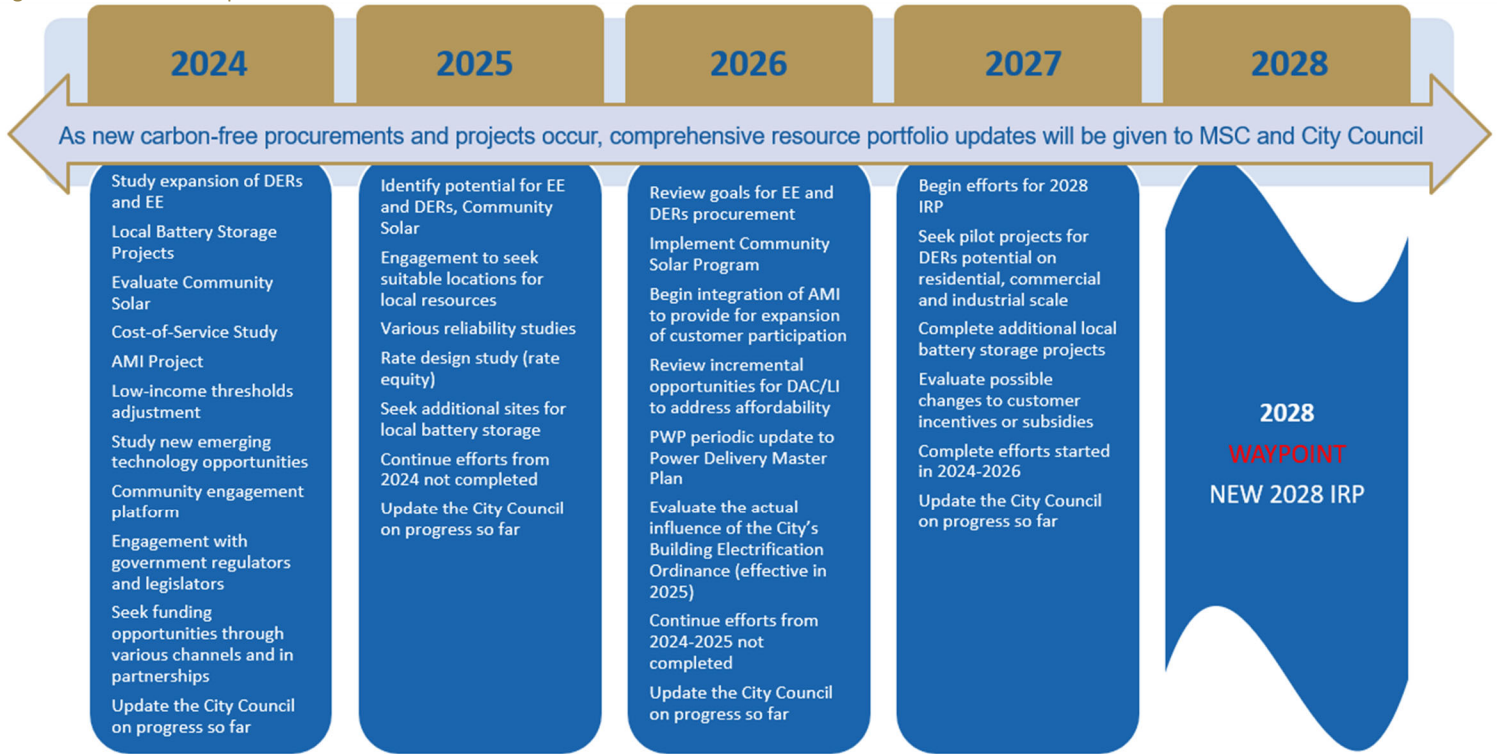 2024
2025
2026
2027
2028
As new carbon-free procurements and projects occur, comprehensive resource portfolio updates will be given to MSC and City Council
Study expansion of DERs
and EE
Local Battery Storage
Projects
Evaluate Community
Solar
Cost-of-Service Study
AMI Project
Low-income thresholds
adjustment
Study new emerging
technology opportunities
Community engagement
platform
Engagement with
government regulators
and legislators
Seek funding
opportunities through
various channels and in
partnerships
Update the City Council
on progress so far
Identify potential for EE
and DERs, Community
Solar
Engagement to seek
suitable locations for
local resources
Various reliability studies
Rate design study (rate
equity)
Seek additional sites for
local battery storage
Continue efforts from
2024 not completed
Update the City Council
on progress so far
Review goals for EE and
DERs procurement
Implement Community
Solar Program
Begin integration of AMI
to provide for expansion
of customer participation
Review incremental
opportunities for DAC/LI
to address affordability
PWP periodic update to
Power Delivery Master
Plan
Evaluate the actual
influence of the City's
Building Electrification
Ordinance (effective in
2025)
Continue efforts from
2024-2025 not
completed
Update the City Council
on progress so far
Begin efforts for 2028
IRP
Seek pilot projects for
DERs potential on
residential, commercial
and industrial scale
Complete additional local
battery storage projects
Evaluate possible
changes to customer
incentives or subsidies
Complete efforts started
in 2024-2026
Update the City Council
on progress so far
2028
WAYPOINT
NEW 2028 IRP